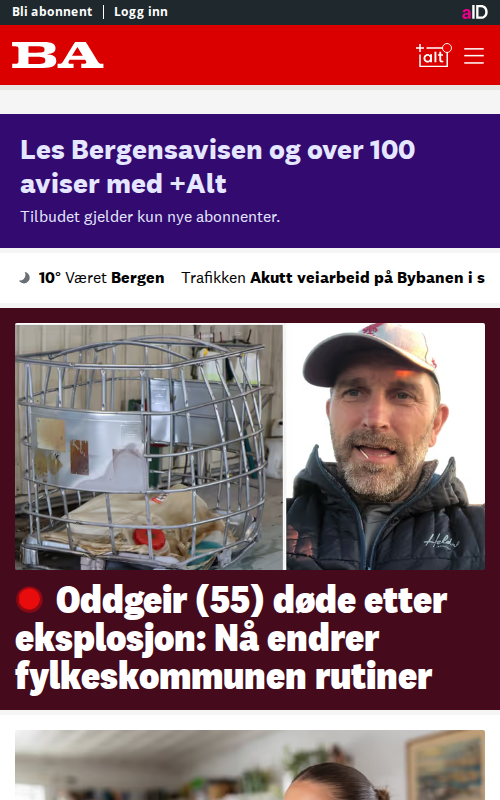 Bli abonnent | Logg inn
aID
BA
+alt
Les Bergensavisen og over 100
aviser med +Alt
Tilbudet gjelder kun nye abonnenter.
10° Været Bergen Trafikken Akutt veiarbeid på Bybanen i s
Oddgeir (55) døde etter
eksplosjon: Nå endrer
fylkeskommunen rutiner